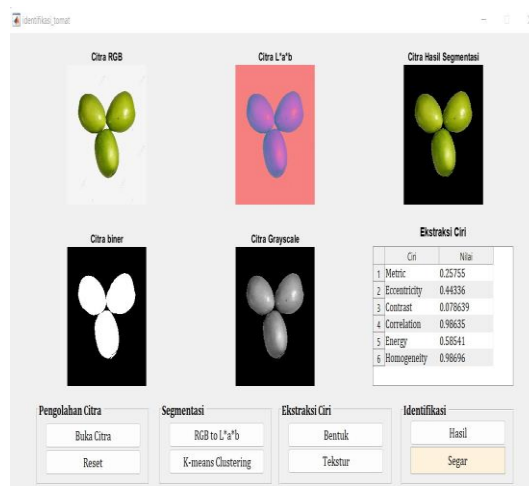 identifikasi_tomat
Citra RGB
Citra L*a*b
Citra Hasil Segmentasi
Citra biner
Citra Grayscale
Ekstraksi Ciri
Ciri Nilai
1 Metric 0.25755
2 Eccentricity 0.44336
3 Contrast 0.078639
4 Correlation 0.98635
5 Energy 0.58541
6 Homogeneity 0.98696
Pengolahan Citra
Buka Citra
Reset
Segmentasi
RGB to L*a*b
K-means Clustering
Ekstraksi Ciri
Bentuk
Tekstur
Identifikasi
Hasil
Segar